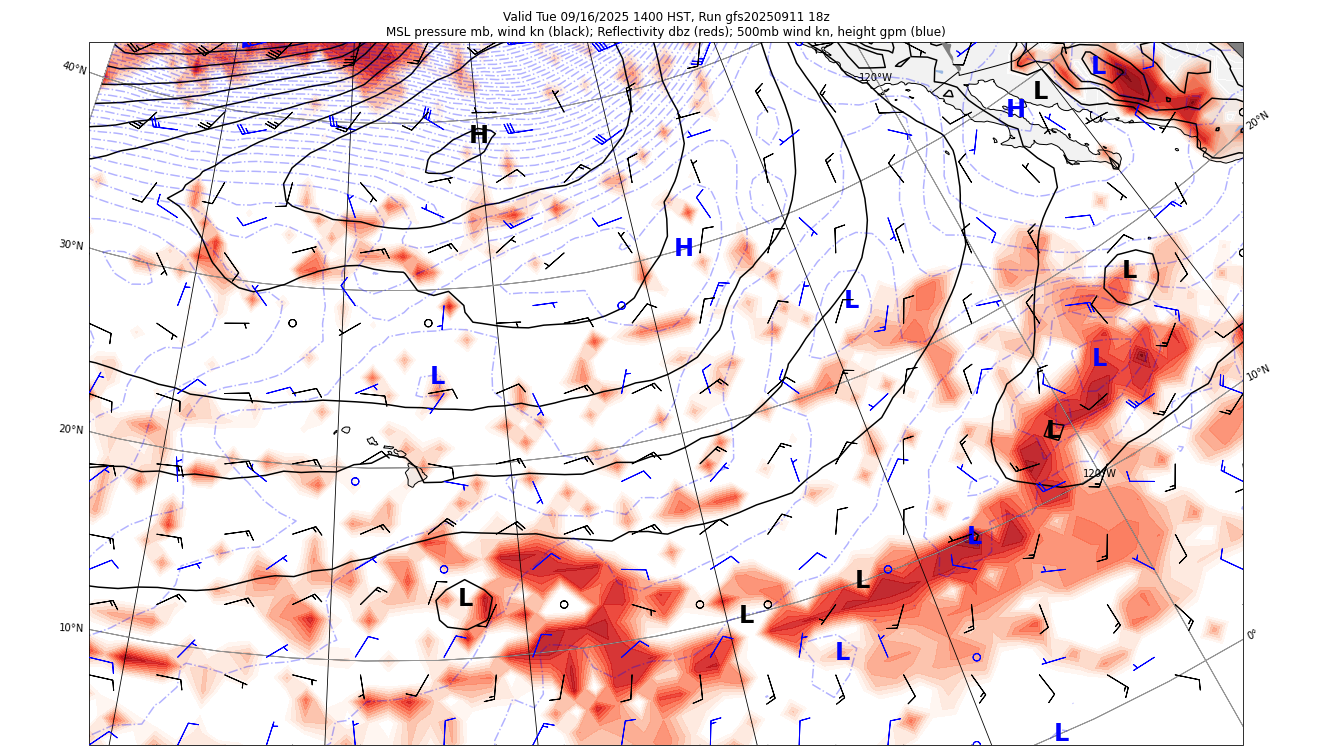 Valid Tue 09/16/2025 1400 HST, Run gfs20250911 18z
MSL pressure mb, wind kn (black); Reflectivity dbz (reds); 500mb wind kn, height gpm (blue)
40°N
120°W
L
L
H
20°N
H
30°N
H
L
L
L
L
10°N
L
20°N
L
120°W
L
L
L
L
10°N
L
0°
L